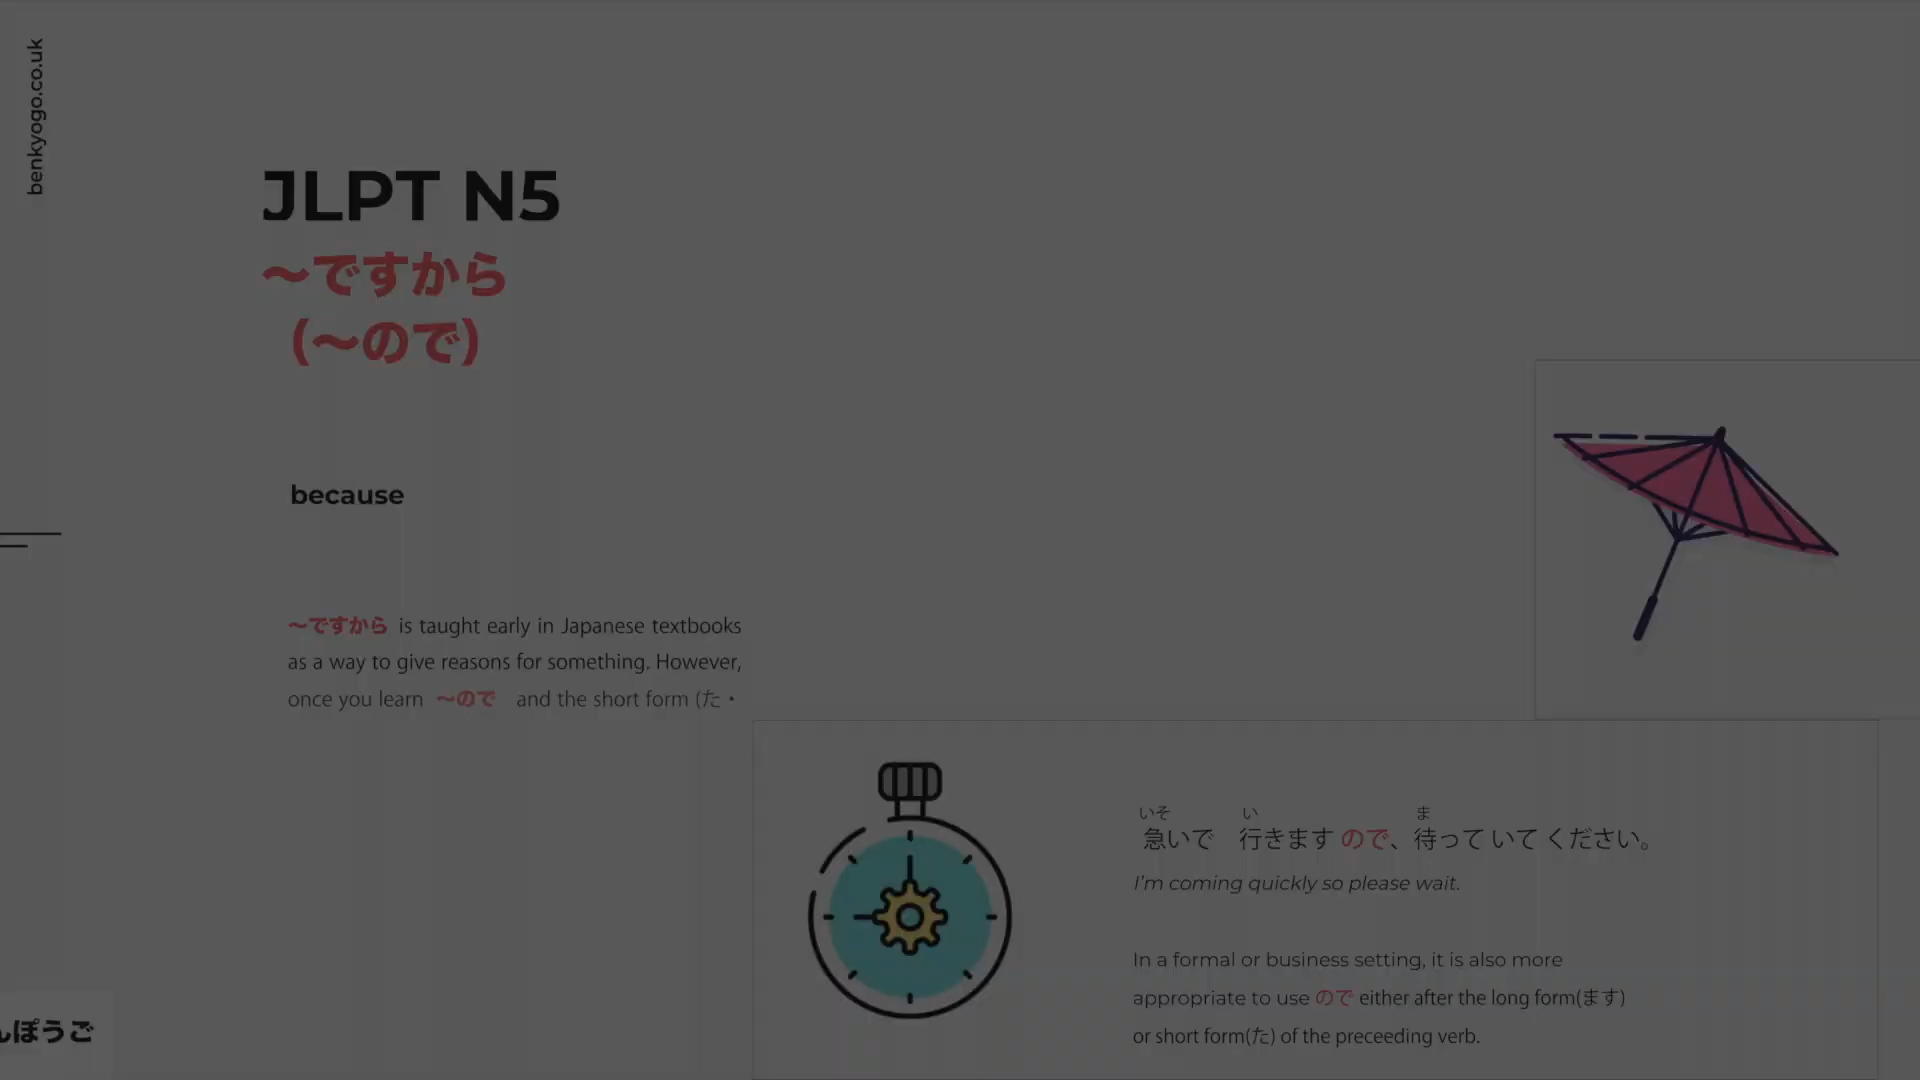 benkyogo.co.uk
JLPT N5
～ですから
(～ので)
because
～ですから is taught early in Japanese textbooks
as a way to give reasons for something. However,
once you learn ～ので and the short form (た・
いそ い ま
急いで 行きますので、待っていてください。
I'm coming quickly so please wait.
In a formal or business setting, it is also more
appropriate to use ので either after the long form(ます)
or short form(た) of the preceeding verb.
んぽうご